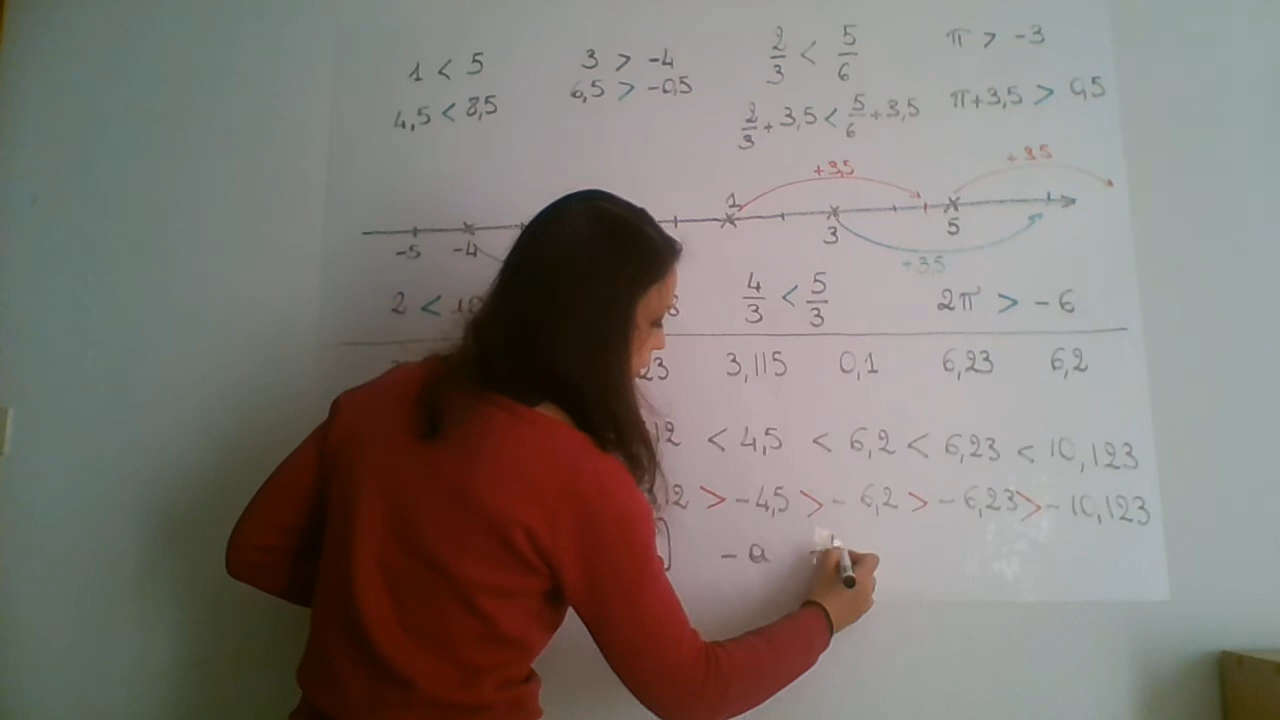 1 < 5 3 > -4 2/3 < 5/6 π > -3
4,5 < 8,5 6,5 > -0,5 2/3 + 3,5 < 5/6 + 3,5 π+3,5 > 0,5
+3,5 +3,5
1
-5 -4 3 5
+3,5
2 < 4/3 < 5/3 2π > -6
23 3,115 0,1 6,23 6,2
12 < 4,5 < 6,2 < 6,23 < 10,123
12 > -4,5 > -6,2 > -6,23 > -10,123
-a